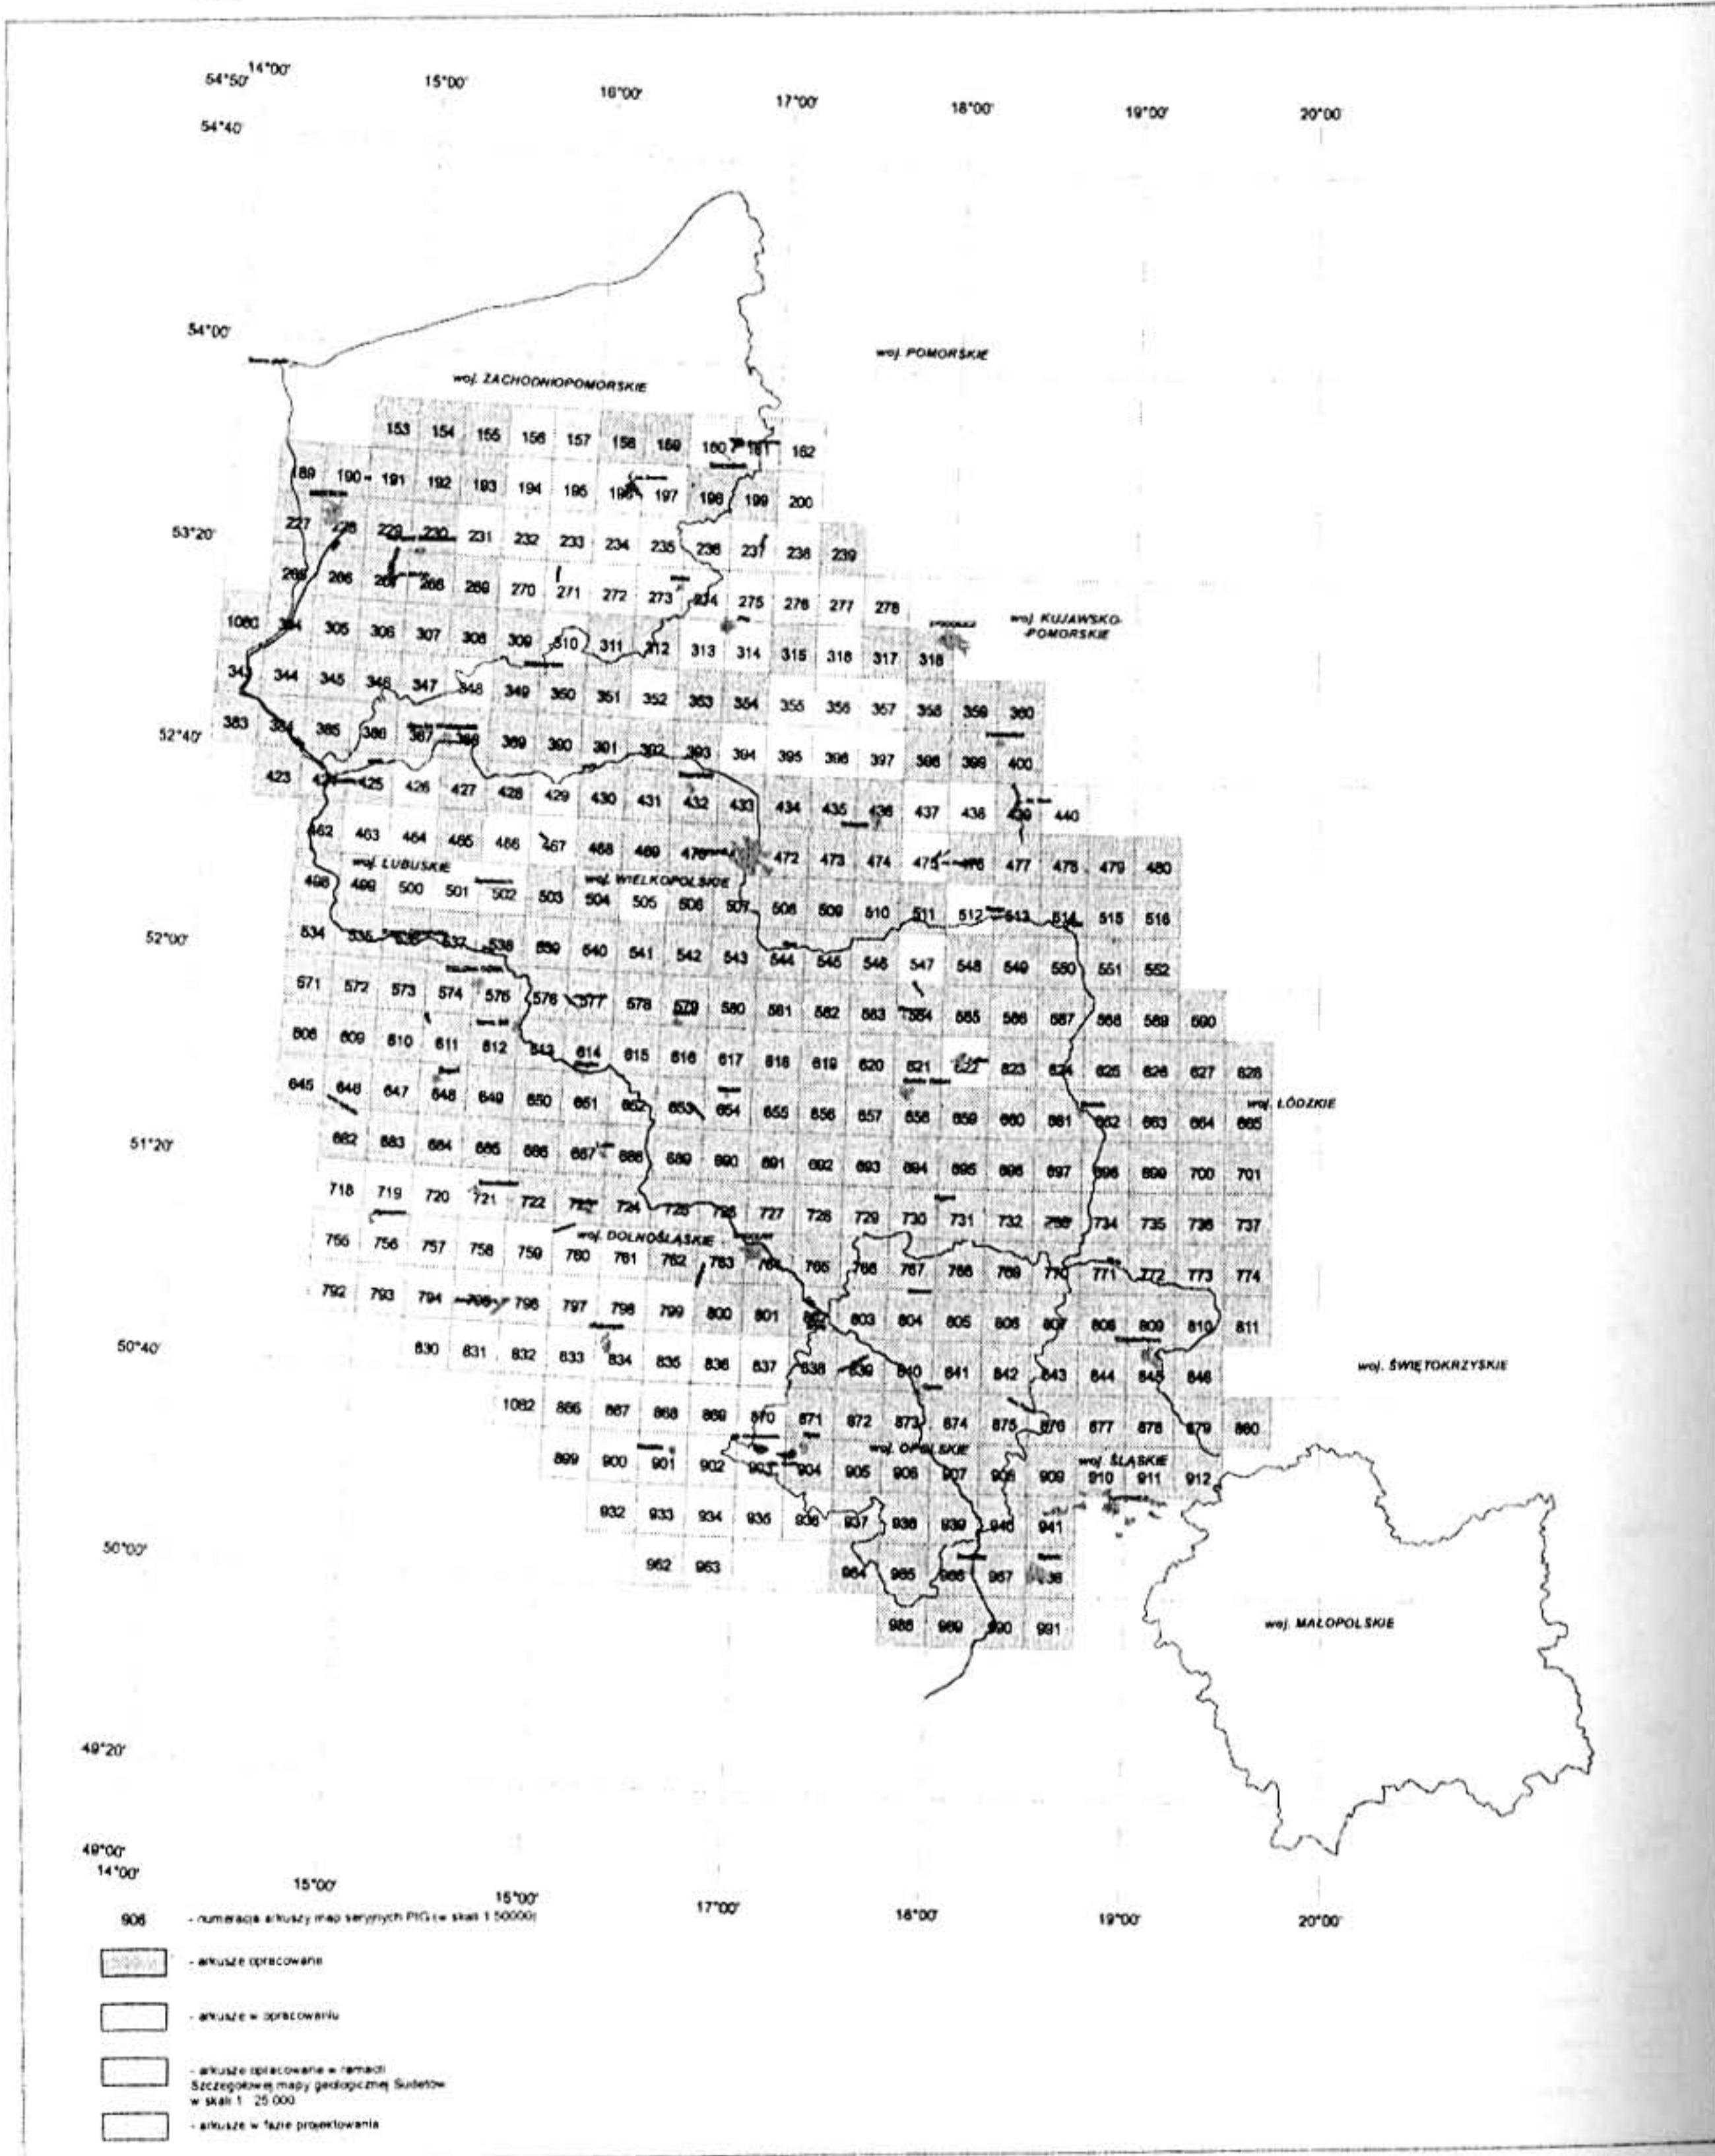 14°00' 15°00' 16°00' 17°00' 18°00' 19°00' 20°00'
54°50'
54°40'
54°00'
woj. POMORSKIE
woj. ZACHODNIOPOMORSKIE
153 154 155 156 157 158 159 160 161 162
189 190 191 192 193 194 195 196 197 198 199 200
53°20'
227 228 229 230 231 232 233 234 235 236 237 238 239
266 268 269 270 271 272 273 274 275 276 277 278
woj. KUJAWSKO-
-POMORSKIE
1080 304 305 306 307 308 309 310 311 312 313 314 315 316 317 318
343 344 345 346 347 348 349 350 351 352 353 354 355 356 357 358 359 360
52°40'
383 384 385 386 387 388 389 390 391 392 393 394 395 396 397 398 399 400
423 424 425 426 427 428 429 430 431 432 433 434 435 436 437 438 439 440
462 463 464 465 466 467 468 469 470 472 473 474 475 476 477 478 479 480
woj. LUBUSKIE
woj. WIELKOPOLSKIE
498 499 500 501 502 503 504 505 506 507 508 509 510 511 512 513 514 515 516
52°00'
534 535 536 537 538 539 540 541 542 543 544 545 546 547 548 549 550 551 552
571 572 573 574 575 576 577 578 579 580 581 582 583 584 585 586 587 588 589 590
608 609 610 611 612 613 614 615 616 617 618 619 620 621 622 623 624 625 626 627 628
645 646 647 648 649 650 651 652 653 654 655 656 657 658 659 660 661 662 663 664 665
woj. ŁÓDZKIE
51°20'
682 683 684 685 686 687 688 689 690 691 692 693 694 695 696 697 698 699 700 701
718 719 720 721 722 723 724 725 726 727 728 729 730 731 732 733 734 735 736 737
woj. DOLNOŚLĄSKIE
755 756 757 758 759 760 761 762 763 764 765 766 767 768 769 770 771 772 773 774
792 793 794 795 796 797 798 799 800 801 802 803 804 805 806 807 808 809 810 811
50°40'
830 831 832 833 834 835 836 837 838 839 840 841 842 843 844 845 846
woj. ŚWIĘTOKRZYSKIE
1082 866 867 868 869 870 871 872 873 874 875 876 877 878 879 880
woj. OPOLSKIE
woj. ŚLĄSKIE
899 900 901 902 903 904 905 906 907 908 909 910 911 912
932 933 934 935 936 937 938 939 940 941
50°00'
962 963 964 965 966 967
988 989 990 991
woj. MAŁOPOLSKIE
49°20'
49°00'
14°00' 15°00' 15°00' 17°00' 18°00' 19°00' 20°00'
906 - numeracja arkuszy map seryjnych PIG (w skali 1:50000)
- arkusze opracowane
- arkusze w opracowaniu
- arkusze opracowane w ramach
Szczegółowej mapy geologicznej Sudetów
w skali 1 : 25 000
- arkusze w fazie projektowania